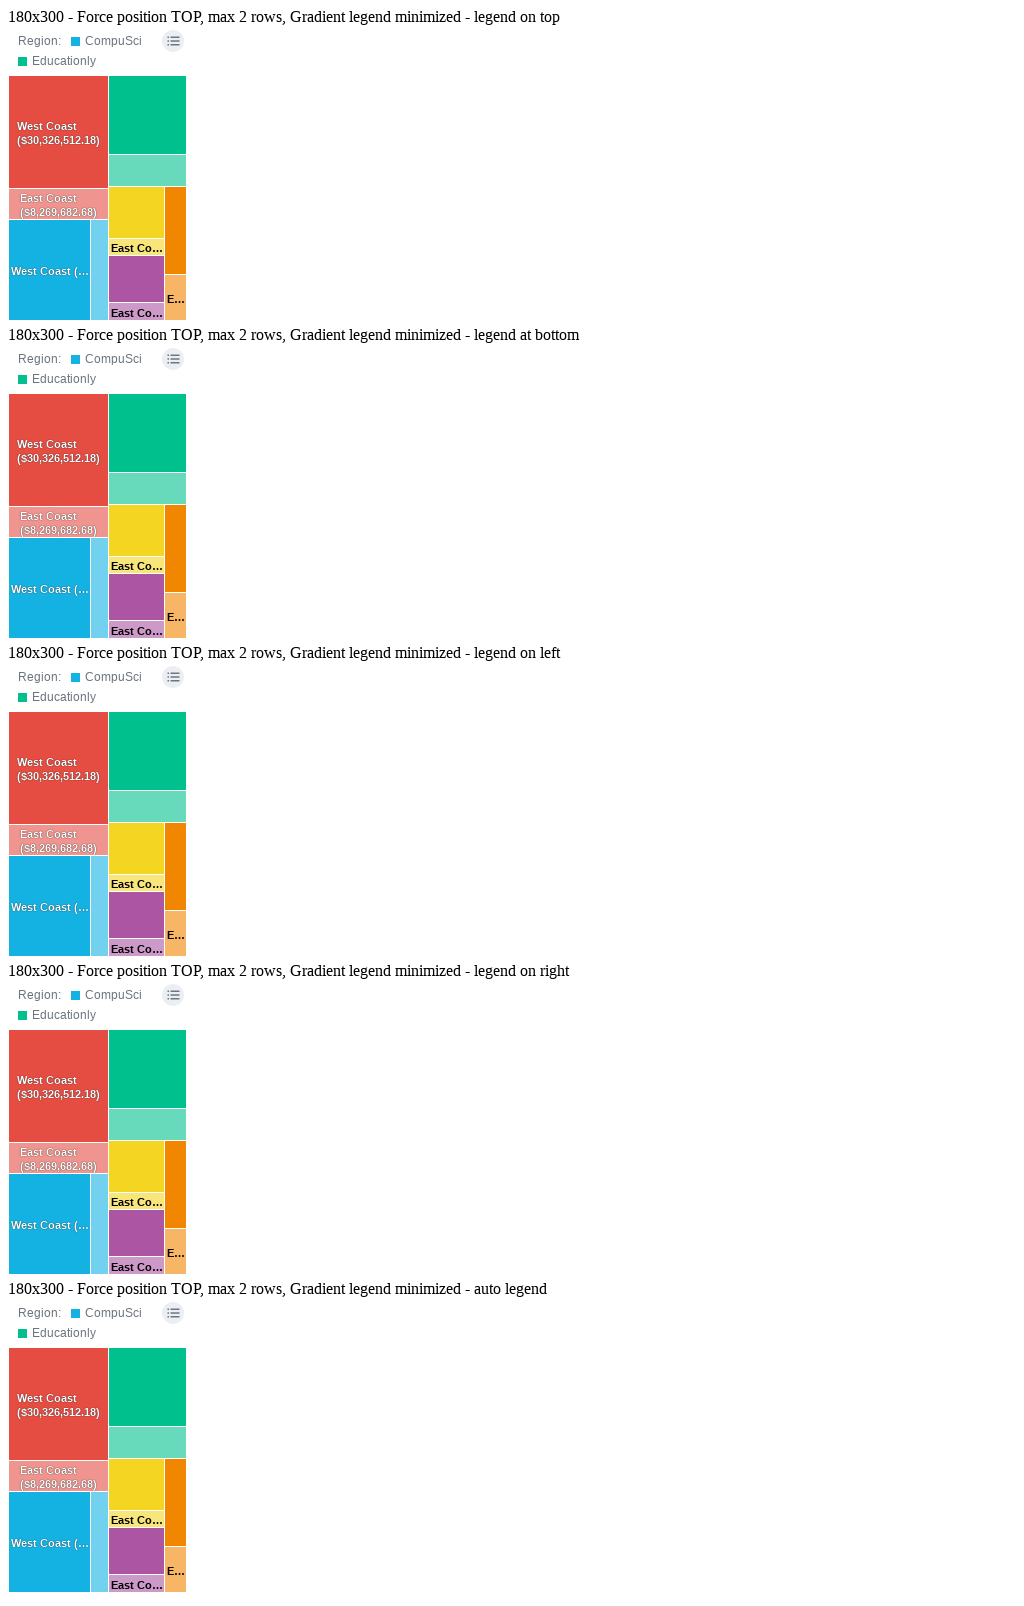 180x300 - Force position TOP, max 2 rows, Gradient legend minimized - legend on top
Region: CompuSci
Educationly
West Coast
($30,326,512.18)
East Coast
($8,269,682.68)
East Co…
West Coast (…
E…
East Co…
180x300 - Force position TOP, max 2 rows, Gradient legend minimized - legend at bottom
Region: CompuSci
Educationly
West Coast
($30,326,512.18)
East Coast
($8,269,682.68)
East Co…
West Coast (…
E…
East Co…
180x300 - Force position TOP, max 2 rows, Gradient legend minimized - legend on left
Region: CompuSci
Educationly
West Coast
($30,326,512.18)
East Coast
($8,269,682.68)
East Co…
West Coast (…
E…
East Co…
180x300 - Force position TOP, max 2 rows, Gradient legend minimized - legend on right
Region: CompuSci
Educationly
West Coast
($30,326,512.18)
East Coast
($8,269,682.68)
East Co…
West Coast (…
E…
East Co…
180x300 - Force position TOP, max 2 rows, Gradient legend minimized - auto legend
Region: CompuSci
Educationly
West Coast
($30,326,512.18)
East Coast
($8,269,682.68)
East Co…
West Coast (…
E…
East Co…